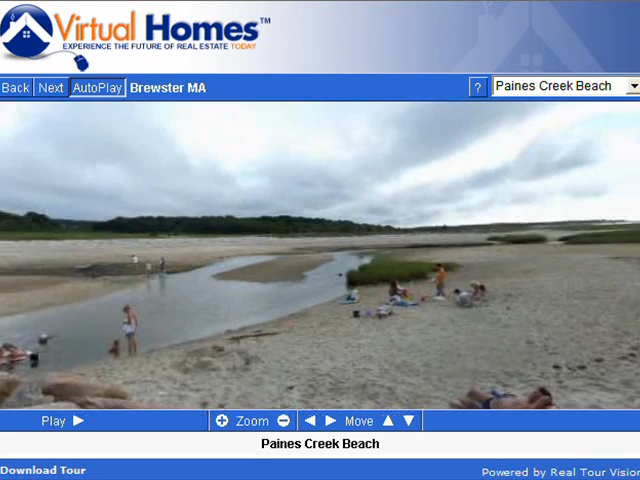 Virtual Homes™
EXPERIENCE THE FUTURE OF REAL ESTATE TODAY
Back Next AutoPlay Brewster MA ? Paines Creek Beach
Play Zoom Move
Paines Creek Beach
Download Tour Powered by Real Tour Vision